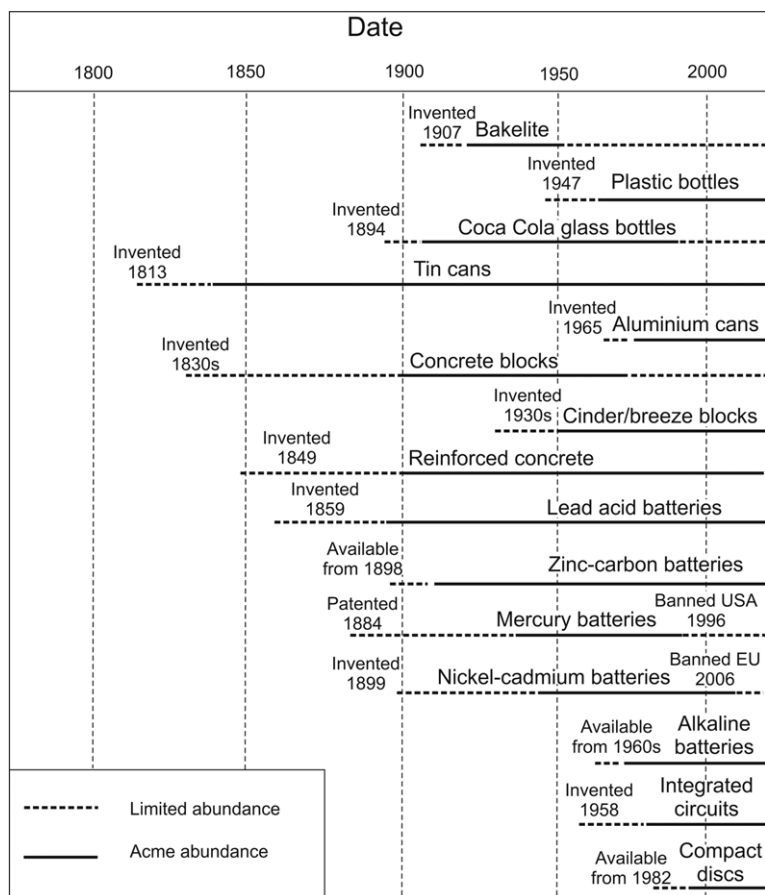 Date
1800 1850 1900 1950 2000
Invented
1907 Bakelite
Invented
1947 Plastic bottles
Invented
1894 Coca Cola glass bottles
Invented
1813 Tin cans
Invented
1965 Aluminium cans
Invented
1830s Concrete blocks
Invented
1930s Cinder/breeze blocks
Invented
1849 Reinforced concrete
Invented
1859 Lead acid batteries
Available
from 1898 Zinc-carbon batteries
Patented
1884 Mercury batteries
Banned USA
1996
Invented
1899 Nickel-cadmium batteries
Banned EU
2006
Available
from 1960s
Alkaline
batteries
Invented
1958
Integrated
circuits
Available
from 1982
Compact
discs
Limited abundance
Acme abundance